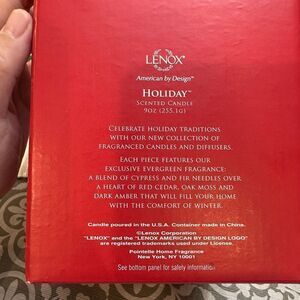 LENOX®
American by Design™
HOLIDAY™
SCENTED CANDLE
9OZ (255.1G)
CELEBRATE HOLIDAY TRADITIONS
WITH OUR NEW COLLECTION OF
FRAGRANCED CANDLES AND DIFFUSERS.
EACH PIECE FEATURES OUR
EXCLUSIVE EVERGREEN FRAGRANCE:
A BLEND OF CYPRESS AND FIR NEEDLES OVER
A HEART OF RED CEDAR, OAK MOSS AND
DARK AMBER THAT WILL FILL YOUR HOME
WITH THE COMFORT OF WINTER.
Candle poured in the U.S.A. Container made in China.
©Lenox Corporation
"LENOX" and the "LENOX AMERICAN BY DESIGN LOGO"
are registered trademarks used under License.
Pointelle Home Fragrance
New York, NY 10001
See bottom panel for safety information